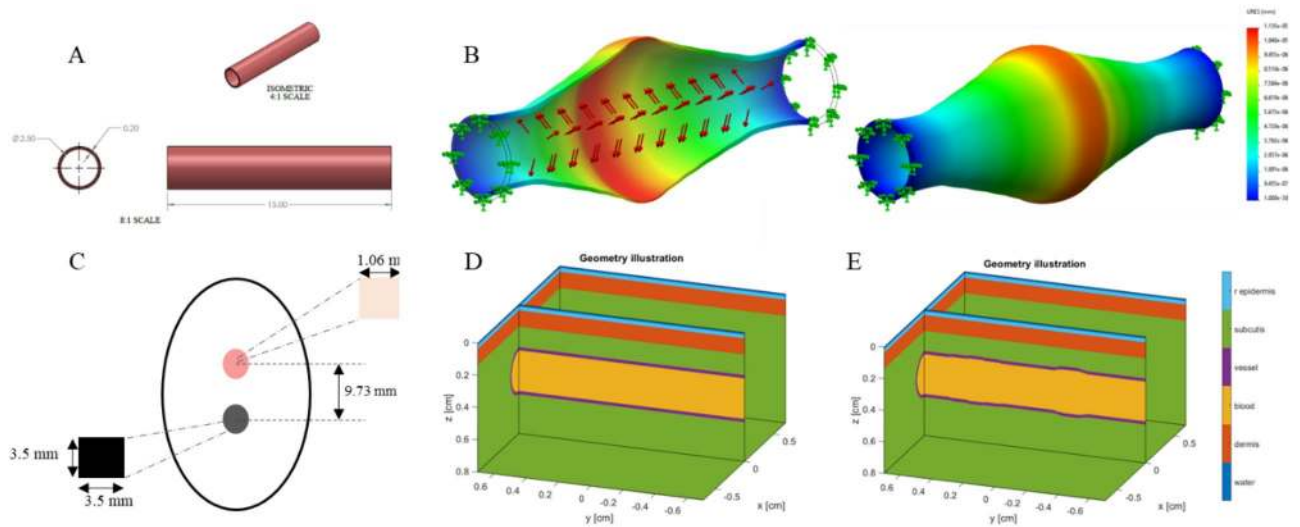 A
ISOMETRIC
4:1 SCALE
Ø2.50
0.20
15.00
8:1 SCALE
B
URES (mm)
C
1.06 m
9.73 mm
3.5 mm
3.5 mm
D
Geometry illustration
0
0.2
0.4
0.6
0.8
z [cm]
0.6
0.4
0.2
0
-0.2
-0.4
-0.6
y [cm]
0.5
0
-0.5
x [cm]
E
Geometry illustration
0
0.2
0.4
0.6
0.8
z [cm]
0.6
0.4
0.2
0
-0.2
-0.4
-0.6
y [cm]
0.5
0
-0.5
x [cm]
r epidermis
subcutis
vessel
blood
dermis
water